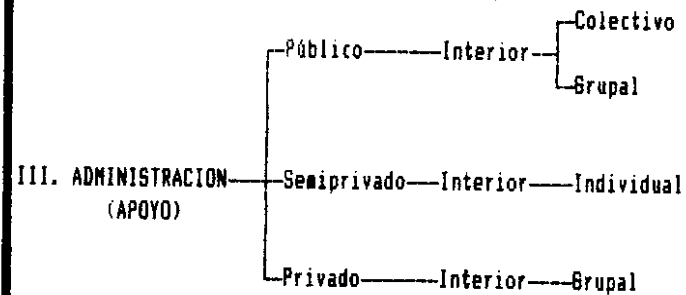 Colectivo
Público Interior
Grupal
III. ADMINISTRACION Semiprivado Interior Individual
(APOYO)
Privado Interior Grupal